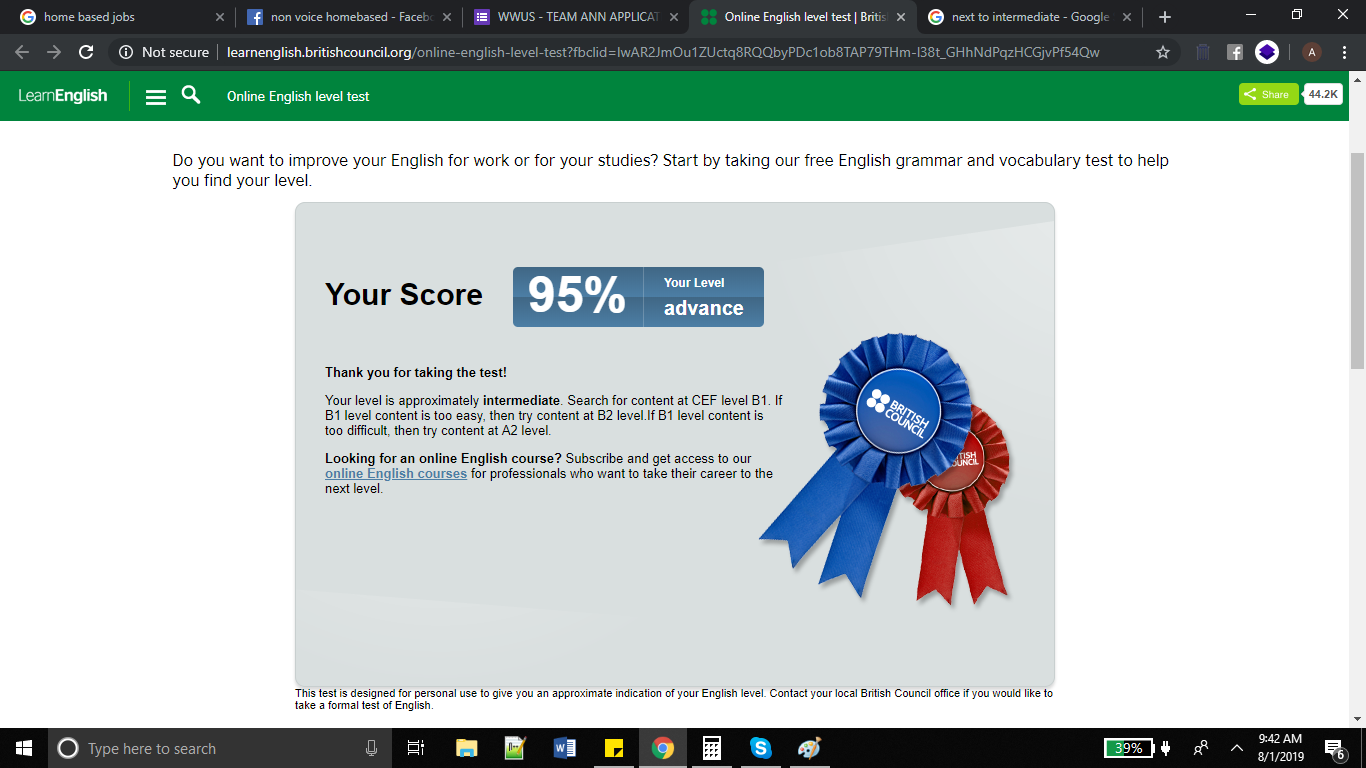 home based jobs
non voice homebased - Facebo
WWUS - TEAM ANN APPLICAT
Online English level test | Britis
next to intermediate - Google
Not secure
learnenglish.britishcouncil.org/online-english-level-test?fbclid=IwAR2JmOu1ZUctq8RQQbyPDc1ob8TAP79THm-l38t_GHhNdPqzHCGjvPf54Qw
A
LearnEnglish
Online English level test
Share
44.2K
Do you want to improve your English for work or for your studies? Start by taking our free English grammar and vocabulary test to help
you find your level.
Your Score
95%
Your Level
advance
Thank you for taking the test!
Your level is approximately intermediate. Search for content at CEF level B1. If
B1 level content is too easy, then try content at B2 level.If B1 level content is
too difficult, then try content at A2 level.
Looking for an online English course? Subscribe and get access to our
online English courses for professionals who want to take their career to the
next level.
BRITISH
COUNCIL
TISH
OUNCIL
This test is designed for personal use to give you an approximate indication of your English level. Contact your local British Council office if you would like to
take a formal test of English.
Type here to search
39%
9:42 AM
8/1/2019
6